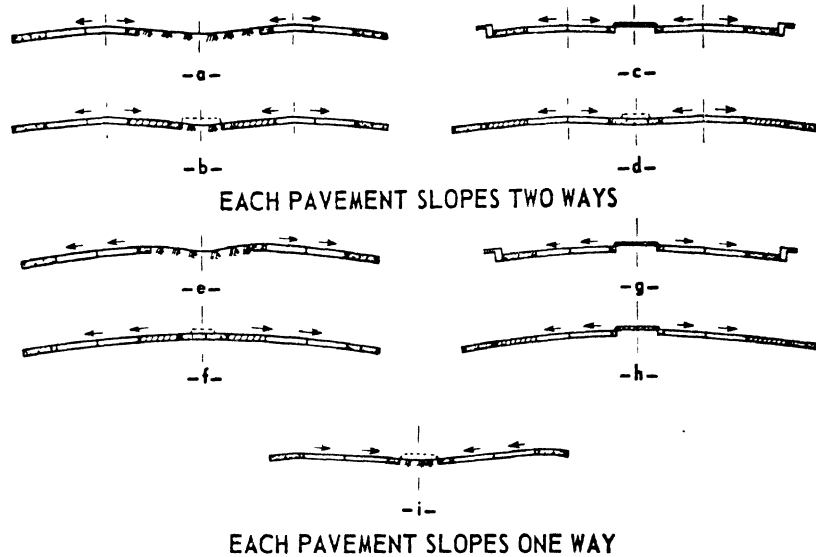 -a-
-c-
-b-
-d-
EACH PAVEMENT SLOPES TWO WAYS
-e-
-g-
-f-
-h-
-i-
EACH PAVEMENT SLOPES ONE WAY